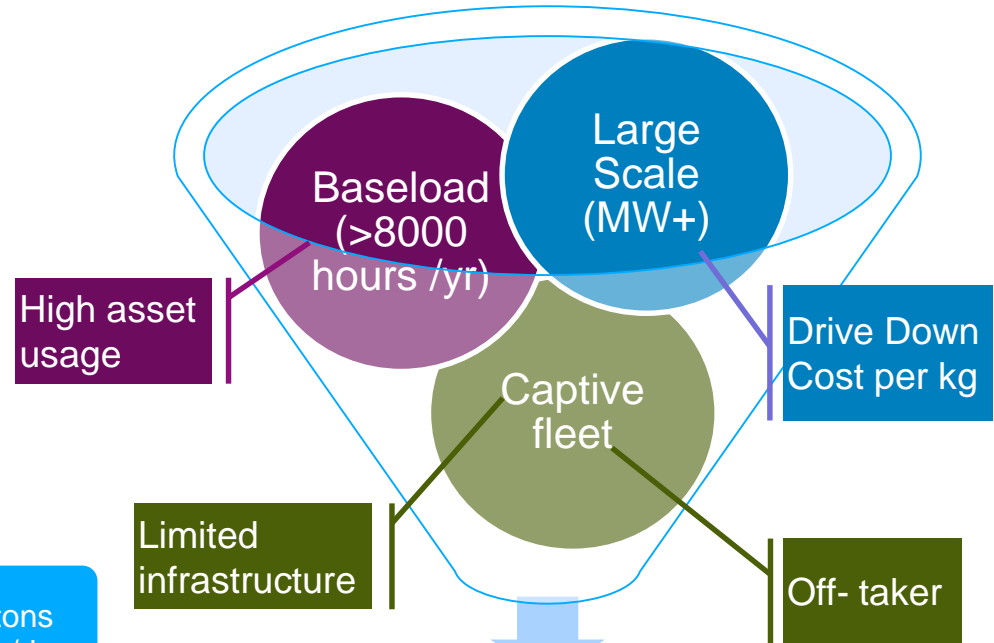 Large
Scale
(MW+)
Baseload
(>8000
hours /yr)
High asset
usage
Drive Down
Cost per kg
Captive
fleet
Limited
infrastructure
Off- taker
tons